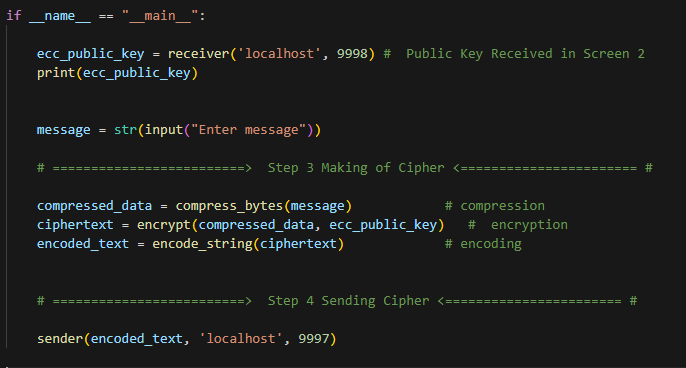 if __name__ == "__main__":
ecc_public_key = receiver('localhost', 9998) #  Public Key Received in Screen 2
print(ecc_public_key)
message = str(input("Enter message"))
# =========================>  Step 3 Making of Cipher <======================= #
compressed_data = compress_bytes(message)            # compression
ciphertext = encrypt(compressed_data, ecc_public_key)   #  encryption
encoded_text = encode_string(ciphertext)             # encoding
# =========================>  Step 4 Sending Cipher <======================= #
sender(encoded_text, 'localhost', 9997)